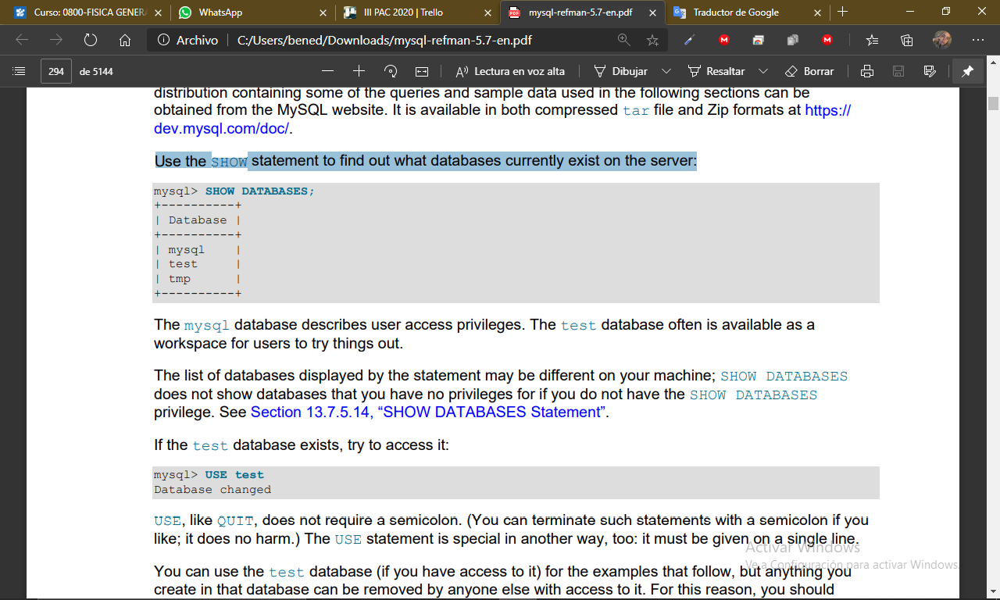 Curso: 0800-FISICA GENER
WhatsApp
III PAC 2020 | Trello
mysql-refman-5.7-en.pdf
Traductor de Google
Archivo
C:/Users/bened/Downloads/mysql-refman-5.7-en.pdf
294 de 5144
Lectura en voz alta
Dibujar
Resaltar
Borrar
distribution containing some of the queries and sample data used in the following sections can be
obtained from the MySQL website. It is available in both compressed tar file and Zip formats at https://
dev.mysql.com/doc/.
Use the SHOW statement to find out what databases currently exist on the server:
mysql> SHOW DATABASES;
+----------+
| Database |
+----------+
| mysql    |
| test     |
| tmp      |
+----------+
The mysql database describes user access privileges. The test database often is available as a
workspace for users to try things out.
The list of databases displayed by the statement may be different on your machine; SHOW DATABASES
does not show databases that you have no privileges for if you do not have the SHOW DATABASES
privilege. See Section 13.7.5.14, “SHOW DATABASES Statement”.
If the test database exists, try to access it:
mysql> USE test
Database changed
USE, like QUIT, does not require a semicolon. (You can terminate such statements with a semicolon if you
like; it does no harm.) The USE statement is special in another way, too: it must be given on a single line.
You can use the test database (if you have access to it) for the examples that follow, but anything you
create in that database can be removed by anyone else with access to it. For this reason, you should
Activar Windows
Ve a Configuración para activar Windows.